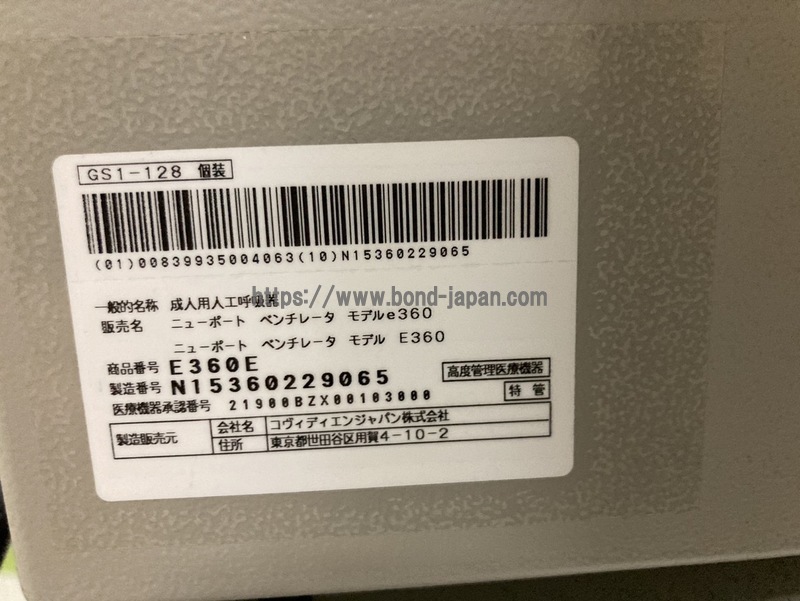 GS1-128 個装
(01)00839935004063(10)N15360229065
https://www.bond-japan.com
一般的名称 成人用人工呼吸器
販売名 ニューポート ベンチレータ モデルe360
ニューポート ベンチレータ モデル E360
商品番号 E360E
製造番号 N15360229065
高度管理医療機器
医療機器承認番号 21900BZX00103000
特管
製造販売元 会社名 コヴィディエンジャパン株式会社
住所 東京都世田谷区用賀4-10-2